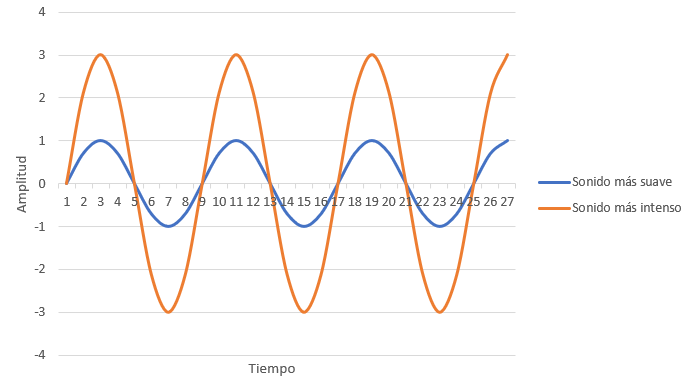 4
3
2
1
0
-1
-2
-3
-4
Amplitud
1 2 3 4 5 6 7 8 9 10 11 12 13 14 15 16 17 18 19 20 21 22 23 24 25 26 27
Tiempo
Sonido más suave
Sonido más intenso